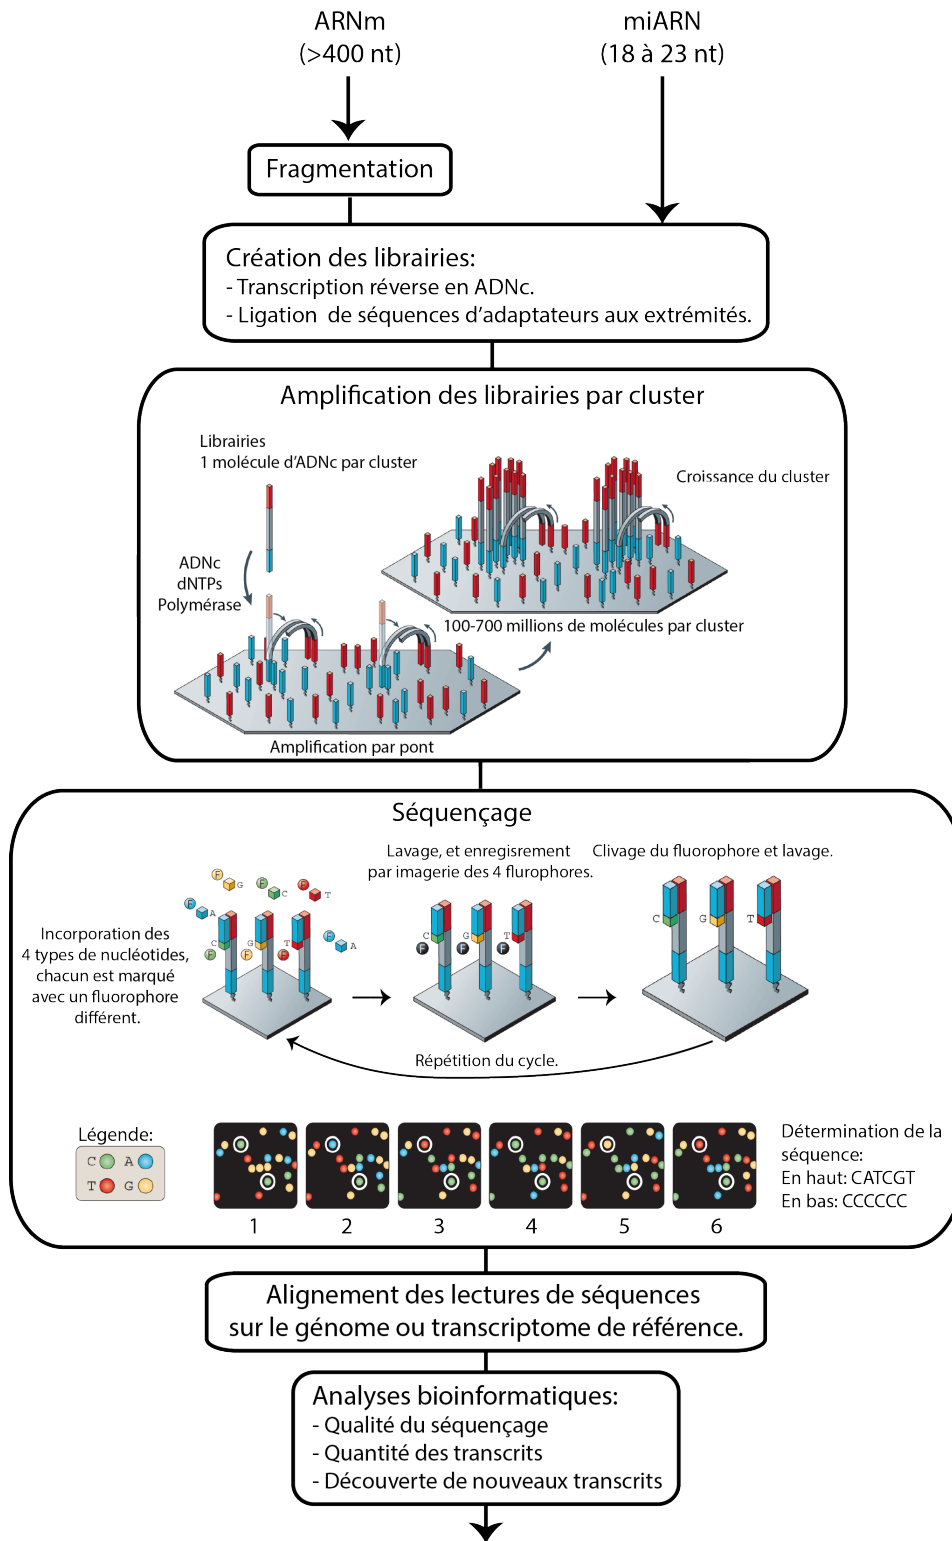 ARNm
(>400 nt)
miARN
(18 à 23 nt)
Fragmentation
Création des librairies:
- Transcription réverse en ADNc.
- Ligation de séquences d'adaptateurs aux extrémités.
Amplification des librairies par cluster
Librairies
1 molécule d'ADNc par cluster
Croissance du cluster
ADNc
dNTPs
Polymérase
100-700 millions de molécules par cluster
Amplification par pont
Séquençage
Lavage, et enregisrement
par imagerie des 4 flurophores.
Clivage du fluorophore et lavage.
Incorporation des
4 types de nucléotides,
chacun est marqué
avec un fluorophore
différent.
F G
F C
F T
F A
F A
C G T
F F F
C G T
F F F
C G T
Répétition du cycle.
Légende:
C A
T G
1 2 3 4 5 6
Détermination de la
séquence:
En haut: CATCGT
En bas: CCCCCC
Alignement des lectures de séquences
sur le génome ou transcriptome de référence.
Analyses bioinformatiques:
- Qualité du séquençage
- Quantité des transcrits
- Découverte de nouveaux transcrits